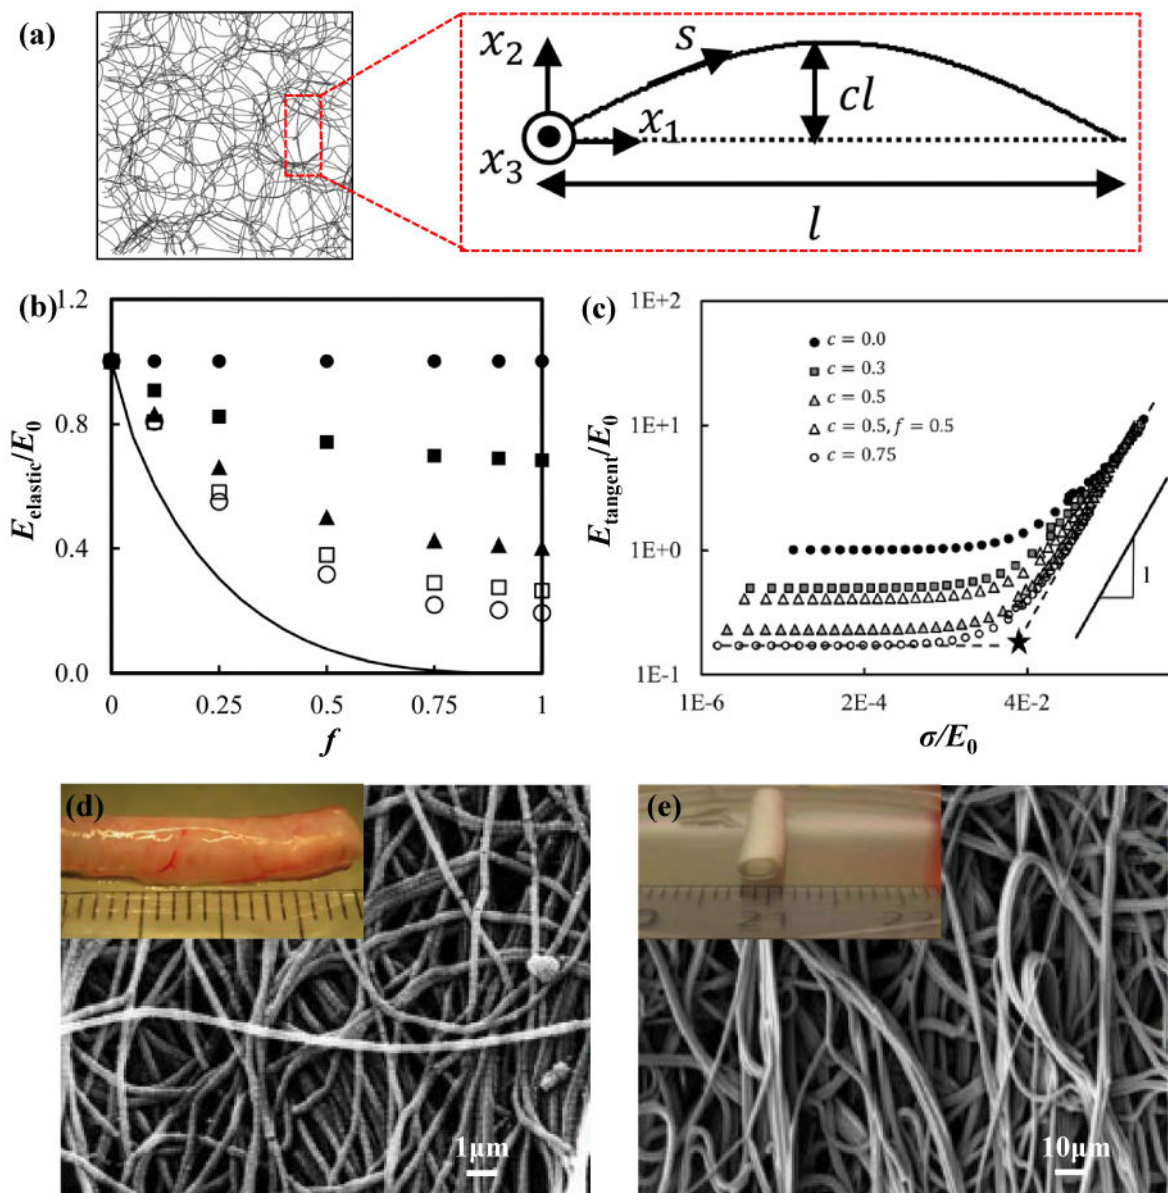 (a)
x₂
s
cl
x₁
x₃
l
(b)
1.2
0.8
0.4
0.0
E_elastic/E₀
0
0.25
0.5
0.75
1
f
(c)
1E+2
1E+1
1E+0
1E-1
E_tangent/E₀
c = 0.0
c = 0.3
c = 0.5
c = 0.5, f = 0.5
c = 0.75
1
1E-6
2E-4
4E-2
σ/E₀
(d)
1μm
(e)
21
22
10μm